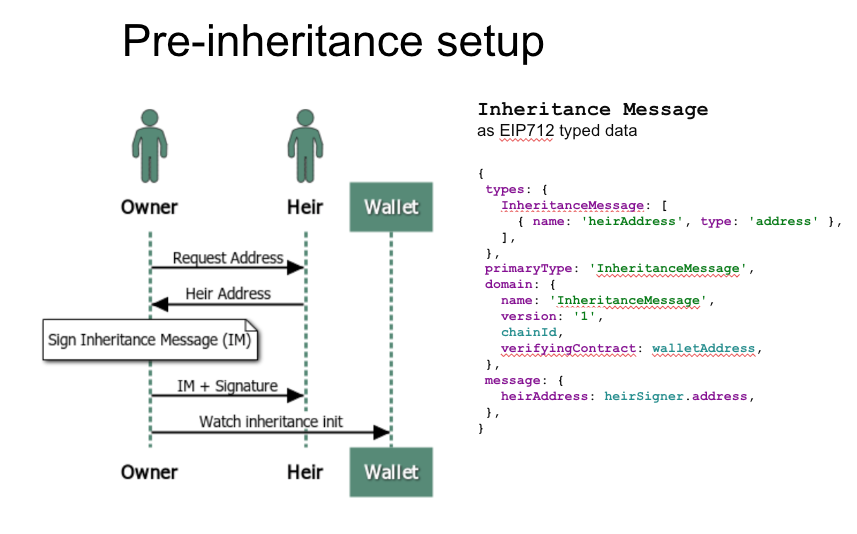 Pre-inheritance setup
Owner
Heir
Wallet
Request Address
Heir Address
Sign Inheritance Message (IM)
IM + Signature
Watch inheritance init
Owner
Heir
Wallet
Inheritance Message
as EIP712 typed data
{
types: {
InheritanceMessage: [
{ name: 'heirAddress', type: 'address' },
],
},
primaryType: 'InheritanceMessage',
domain: {
name: 'InheritanceMessage',
version: '1',
chainId,
verifyingContract: walletAddress,
},
message: {
heirAddress: heirSigner.address,
},
}